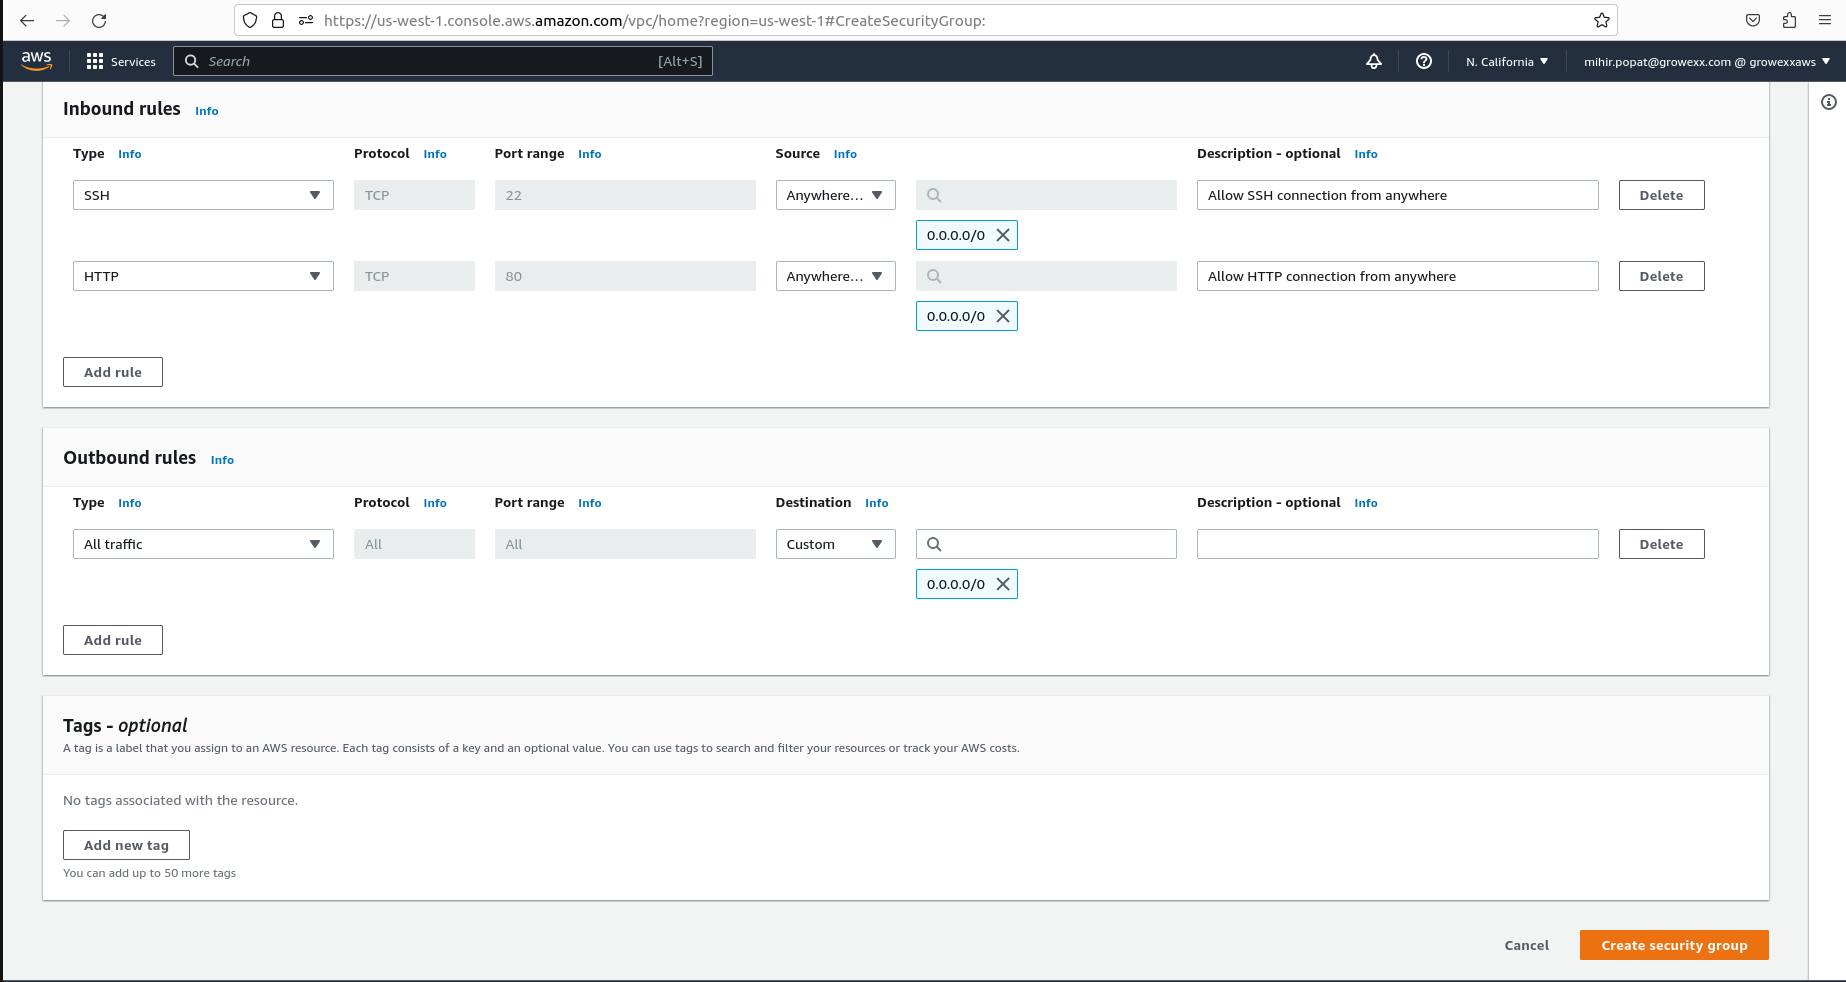 https://us-west-1.console.aws.amazon.com/vpc/home?region=us-west-1#CreateSecurityGroup:
aws Services Search [Alt+S] N. California mihir.popat@growexx.com @ growexxaws
Inbound rules Info
Type Info Protocol Info Port range Info Source Info Description - optional Info
SSH TCP 22 Anywhere... Allow SSH connection from anywhere Delete
0.0.0.0/0
HTTP TCP 80 Anywhere... Allow HTTP connection from anywhere Delete
0.0.0.0/0
Add rule
Outbound rules Info
Type Info Protocol Info Port range Info Destination Info Description - optional Info
All traffic All All Custom Delete
0.0.0.0/0
Add rule
Tags - optional
A tag is a label that you assign to an AWS resource. Each tag consists of a key and an optional value. You can use tags to search and filter your resources or track your AWS costs.
No tags associated with the resource.
Add new tag
You can add up to 50 more tags
Cancel Create security group